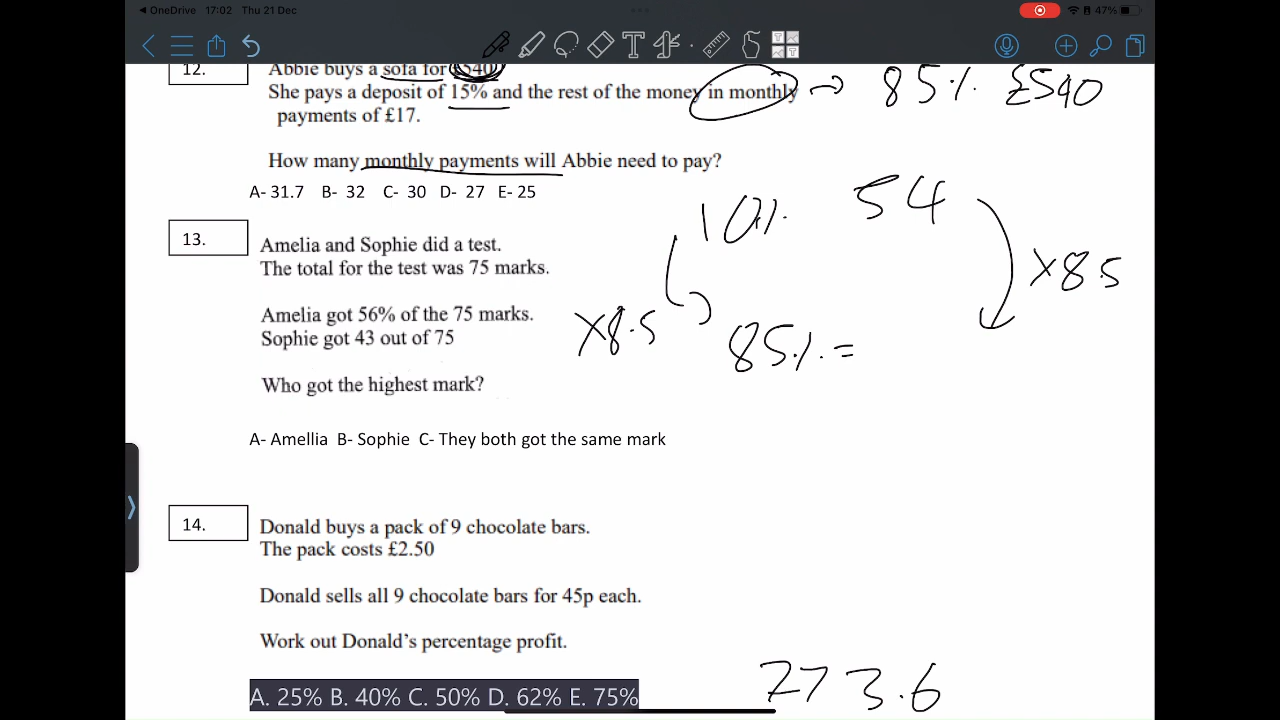 OneDrive 17:02 Thu 21 Dec 47%
12. Abbie buys a sofa for £540
She pays a deposit of 15% and the rest of the money in monthly → 85% £540
payments of £17.
How many monthly payments will Abbie need to pay?
A- 31.7 B- 32 C- 30 D- 27 E- 25
10% 54
×8.5
×8.5
85% =
13. Amelia and Sophie did a test.
The total for the test was 75 marks.
Amelia got 56% of the 75 marks.
Sophie got 43 out of 75
Who got the highest mark?
A- Amellia B- Sophie C- They both got the same mark
14. Donald buys a pack of 9 chocolate bars.
The pack costs £2.50
Donald sells all 9 chocolate bars for 45p each.
Work out Donald's percentage profit.
A. 25% B. 40% C. 50% D. 62% E. 75%
773.6